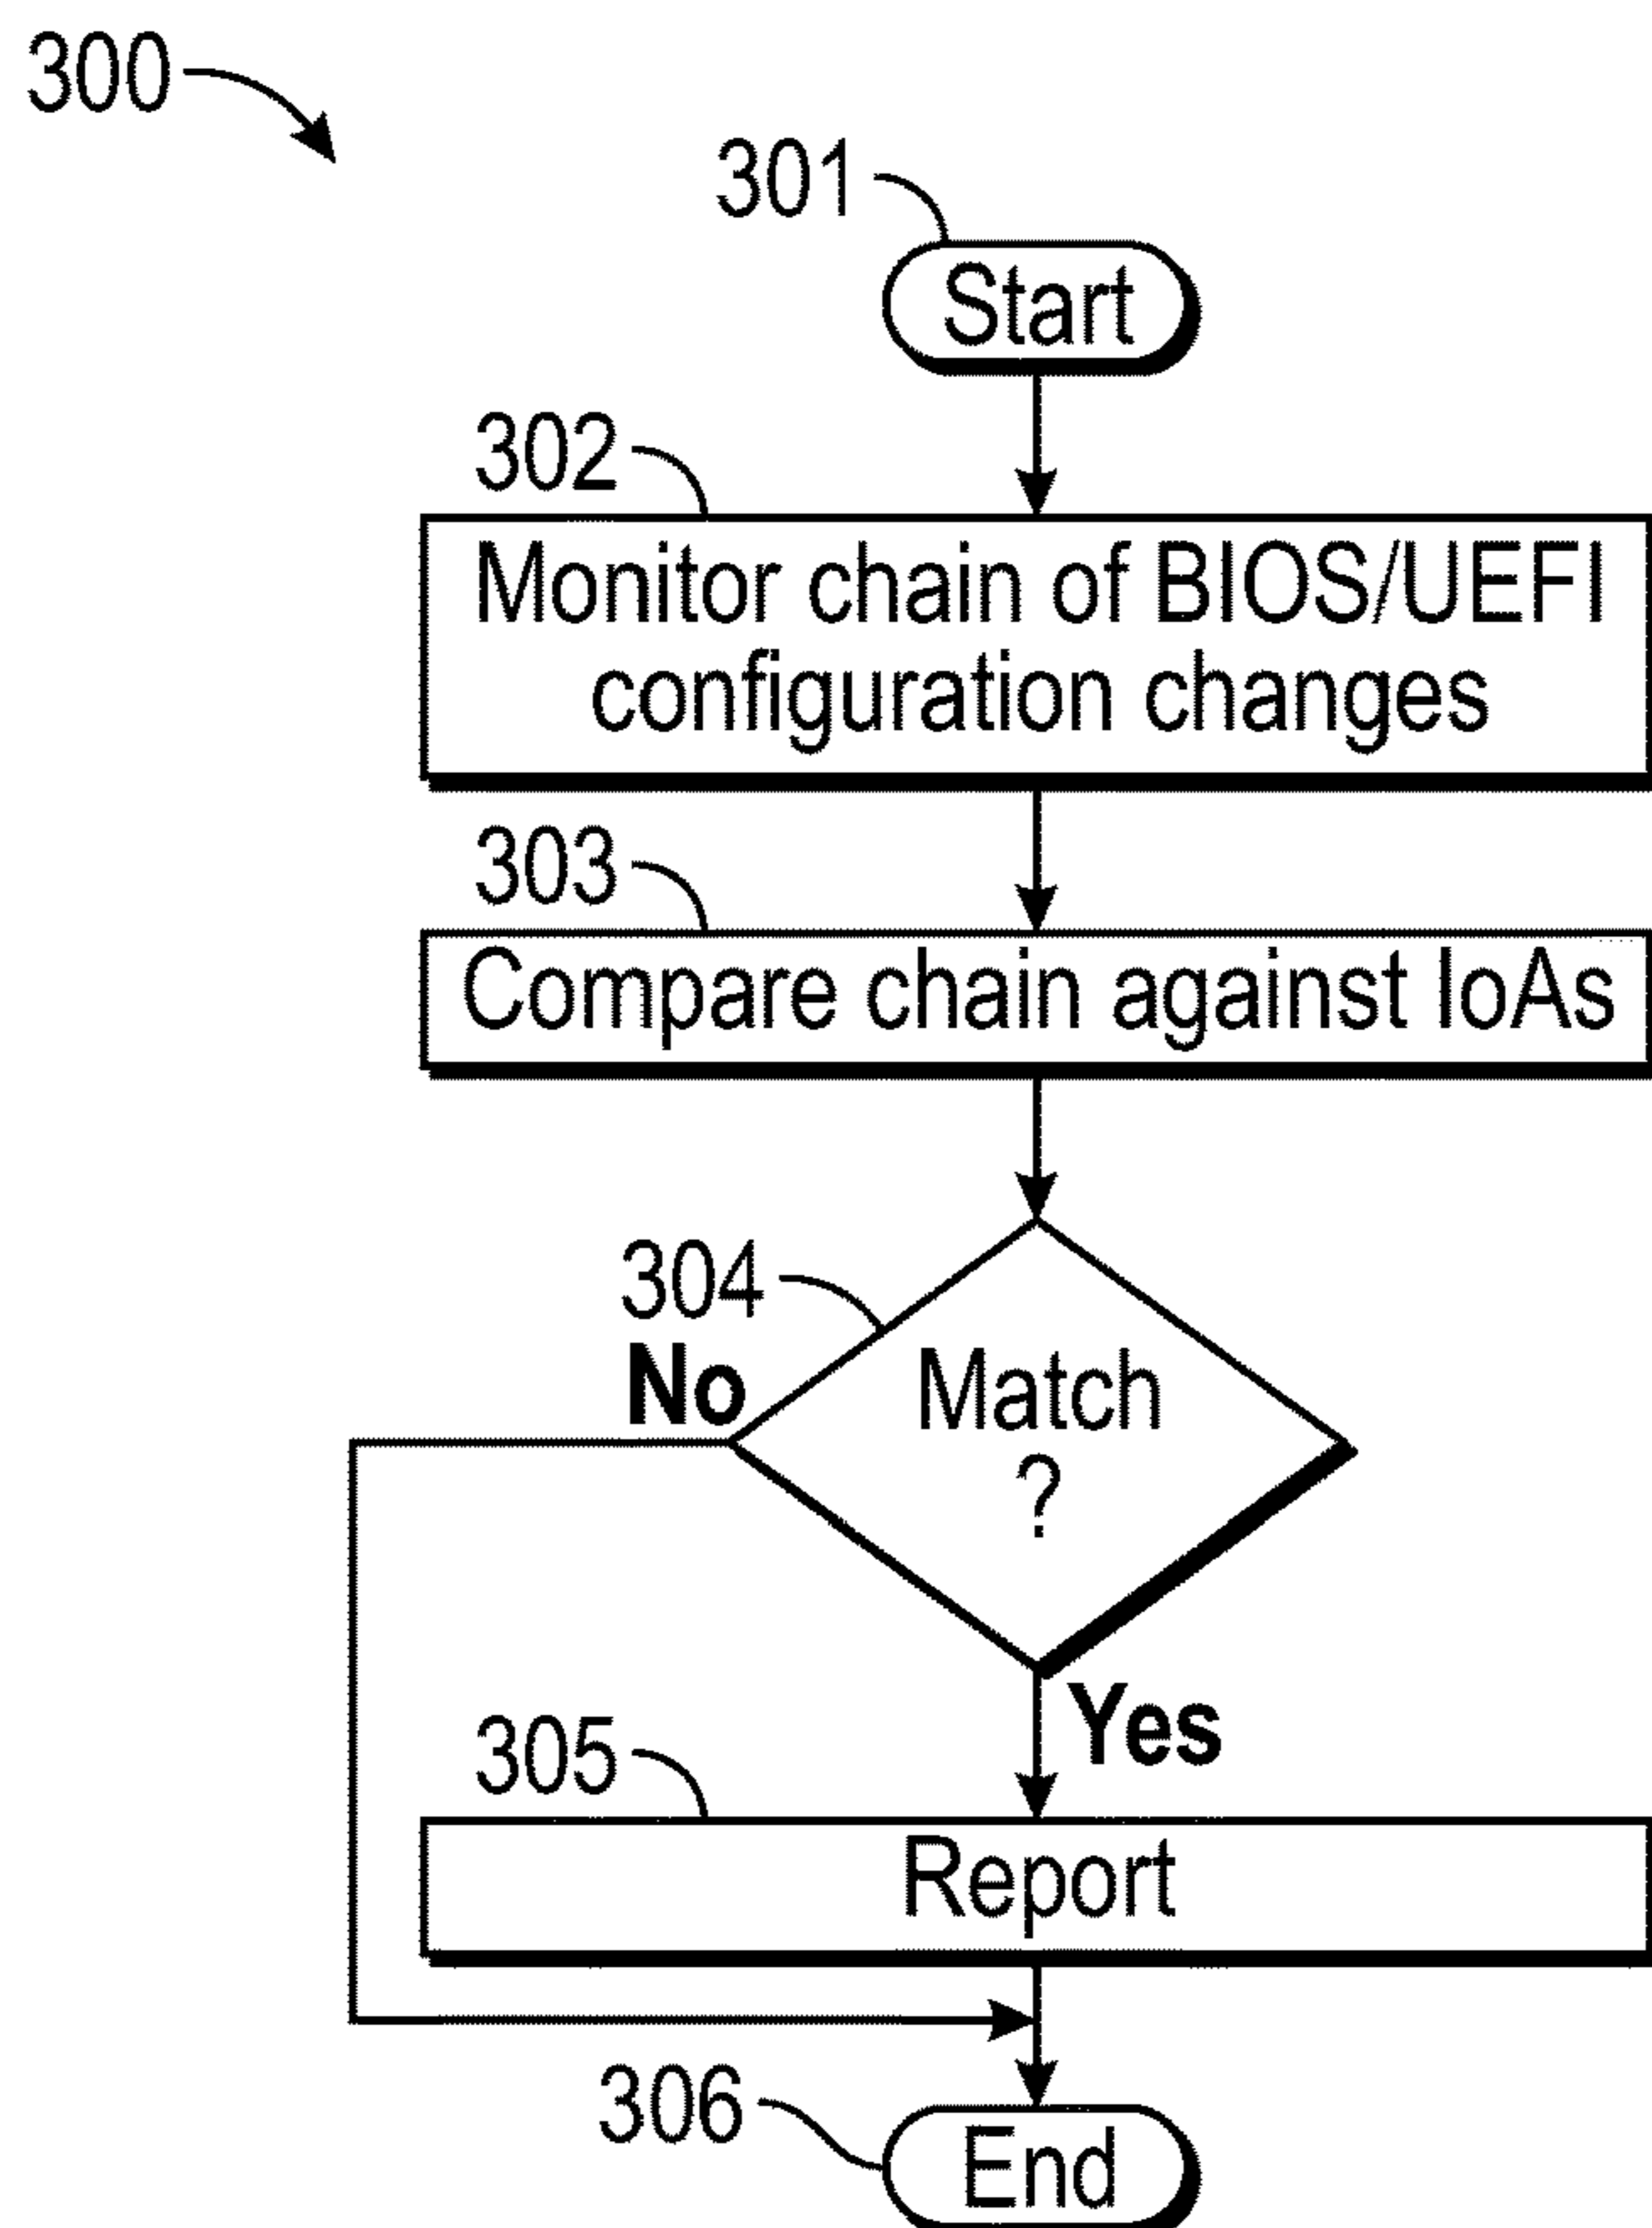 300
301
Start
302
Monitor chain of BIOS/UEFI
configuration changes
303
Compare chain against IoAs
304
No
Match
?
Yes
305
Report
306
End